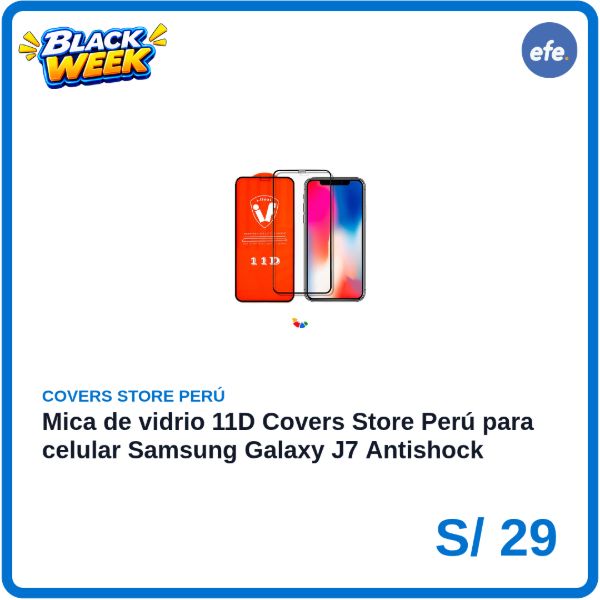 BLACK
WEEK
efe.
11D
COVERS STORE PERÚ
Mica de vidrio 11D Covers Store Perú para
celular Samsung Galaxy J7 Antishock
S/ 29